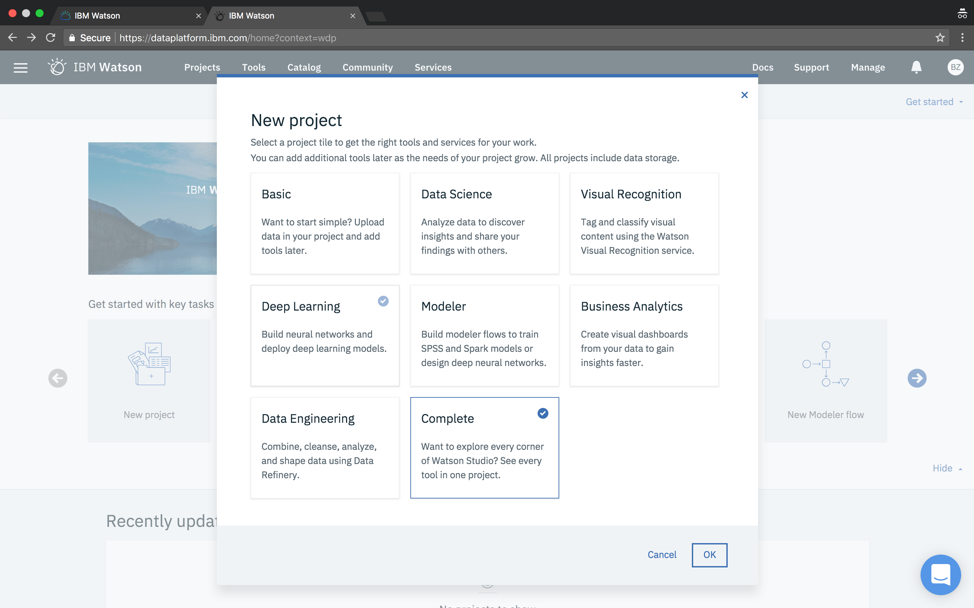 IBM Watson
IBM Watson
Secure
https://dataplatform.ibm.com/home?context=wdp
IBM Watson
Projects
Tools
Catalog
Community
Services
Docs
Support
Manage
BZ
Get started
New project
Select a project tile to get the right tools and services for your work.
You can add additional tools later as the needs of your project grow. All projects include data storage.
Basic
Want to start simple? Upload
data in your project and add
tools later.
Data Science
Analyze data to discover
insights and share your
findings with others.
Visual Recognition
Tag and classify visual
content using the Watson
Visual Recognition service.
IBM W
Get started with key tasks
Deep Learning
Build neural networks and
deploy deep learning models.
Modeler
Build modeler flows to train
SPSS and Spark models or
design deep neural networks.
Business Analytics
Create visual dashboards
from your data to gain
insights faster.
New project
New Modeler flow
Data Engineering
Combine, cleanse, analyze,
and shape data using Data
Refinery.
Complete
Want to explore every corner
of Watson Studio? See every
tool in one project.
Hide
Recently updat
Cancel
OK
No projects to show